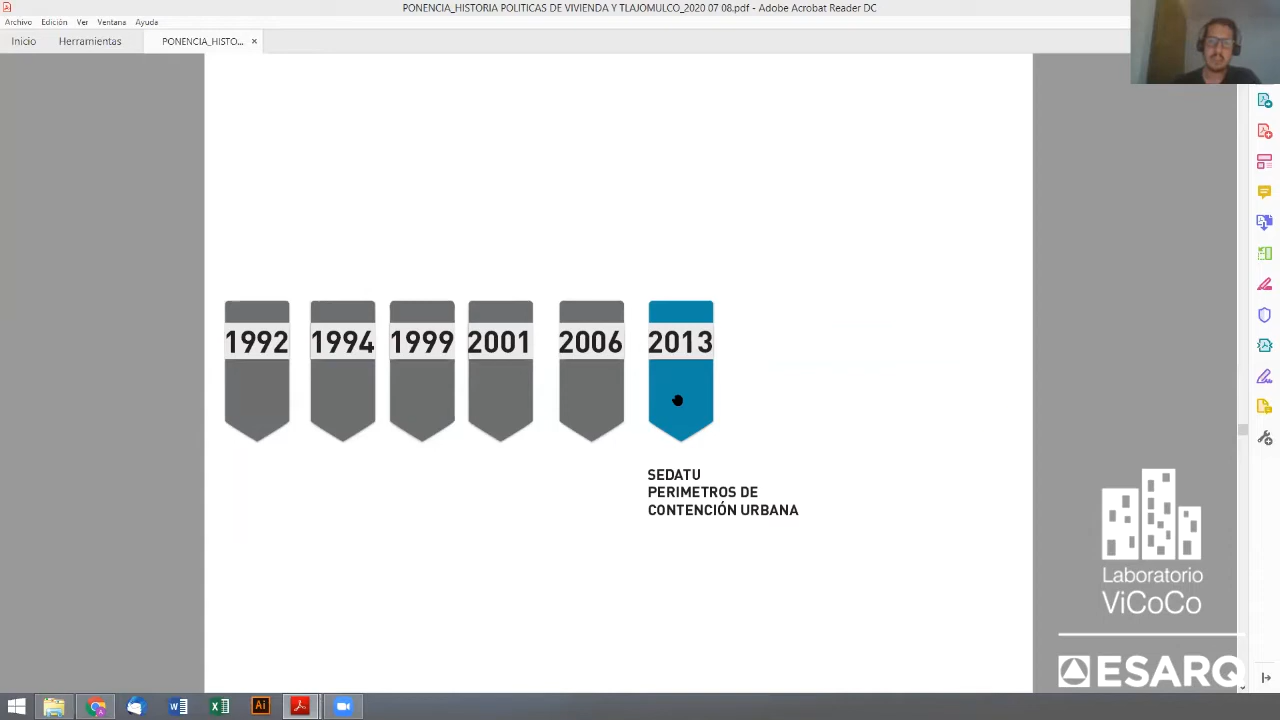 PONENCIA_HISTORIA POLITICAS DE VIVIENDA Y TLAJOMULCO_2020 07 08.pdf - Adobe Acrobat Reader DC
Archivo Edición Ver Ventana Ayuda
Inicio Herramientas PONENCIA_HISTO... ×
1992 1994 1999 2001 2006 2013
SEDATU
PERIMETROS DE
CONTENCIÓN URBANA
Laboratorio
ViCoCo
ESARQ
Ai